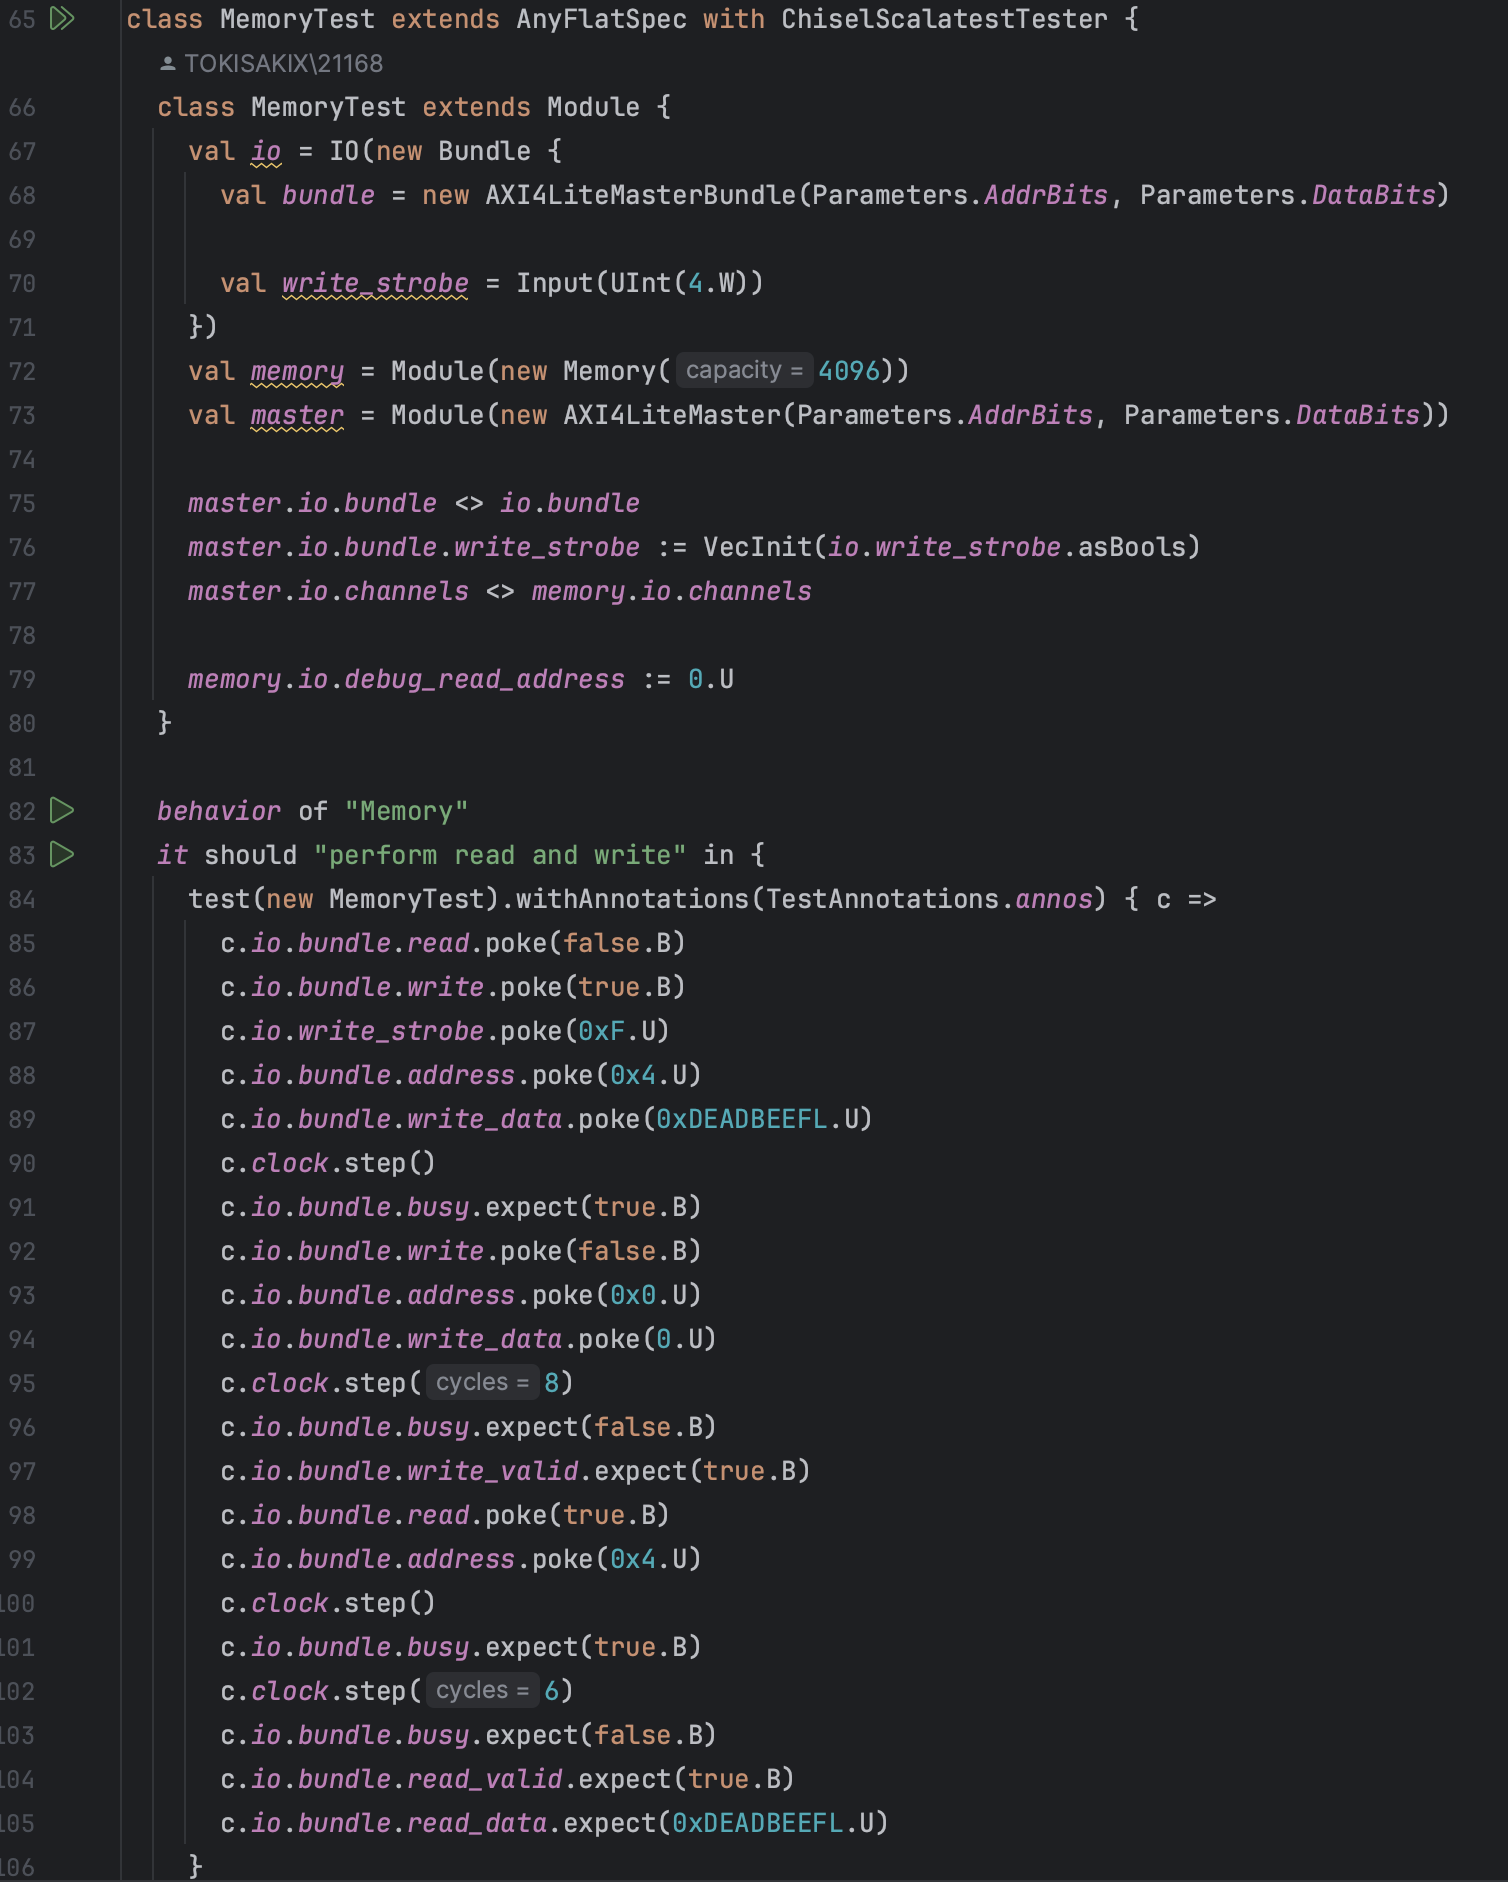 65 class MemoryTest extends AnyFlatSpec with ChiselScalatestTester {
TOKISAKIX\21168
66 class MemoryTest extends Module {
67 val io = IO(new Bundle {
68 val bundle = new AXI4LiteMasterBundle(Parameters.AddrBits, Parameters.DataBits)
69
70 val write_strobe = Input(UInt(4.W))
71 })
72 val memory = Module(new Memory( capacity = 4096))
73 val master = Module(new AXI4LiteMaster(Parameters.AddrBits, Parameters.DataBits))
74
75 master.io.bundle <> io.bundle
76 master.io.bundle.write_strobe := VecInit(io.write_strobe.asBools)
77 master.io.channels <> memory.io.channels
78
79 memory.io.debug_read_address := 0.U
80 }
81
82 behavior of "Memory"
83 it should "perform read and write" in {
84 test(new MemoryTest).withAnnotations(TestAnnotations.annos) { c =>
85 c.io.bundle.read.poke(false.B)
86 c.io.bundle.write.poke(true.B)
87 c.io.write_strobe.poke(0xF.U)
88 c.io.bundle.address.poke(0x4.U)
89 c.io.bundle.write_data.poke(0xDEADBEEFL.U)
90 c.clock.step()
91 c.io.bundle.busy.expect(true.B)
92 c.io.bundle.write.poke(false.B)
93 c.io.bundle.address.poke(0x0.U)
94 c.io.bundle.write_data.poke(0.U)
95 c.clock.step( cycles = 8)
96 c.io.bundle.busy.expect(false.B)
97 c.io.bundle.write_valid.expect(true.B)
98 c.io.bundle.read.poke(true.B)
99 c.io.bundle.address.poke(0x4.U)
100 c.clock.step()
101 c.io.bundle.busy.expect(true.B)
102 c.clock.step( cycles = 6)
103 c.io.bundle.busy.expect(false.B)
104 c.io.bundle.read_valid.expect(true.B)
105 c.io.bundle.read_data.expect(0xDEADBEEFL.U)
106 }